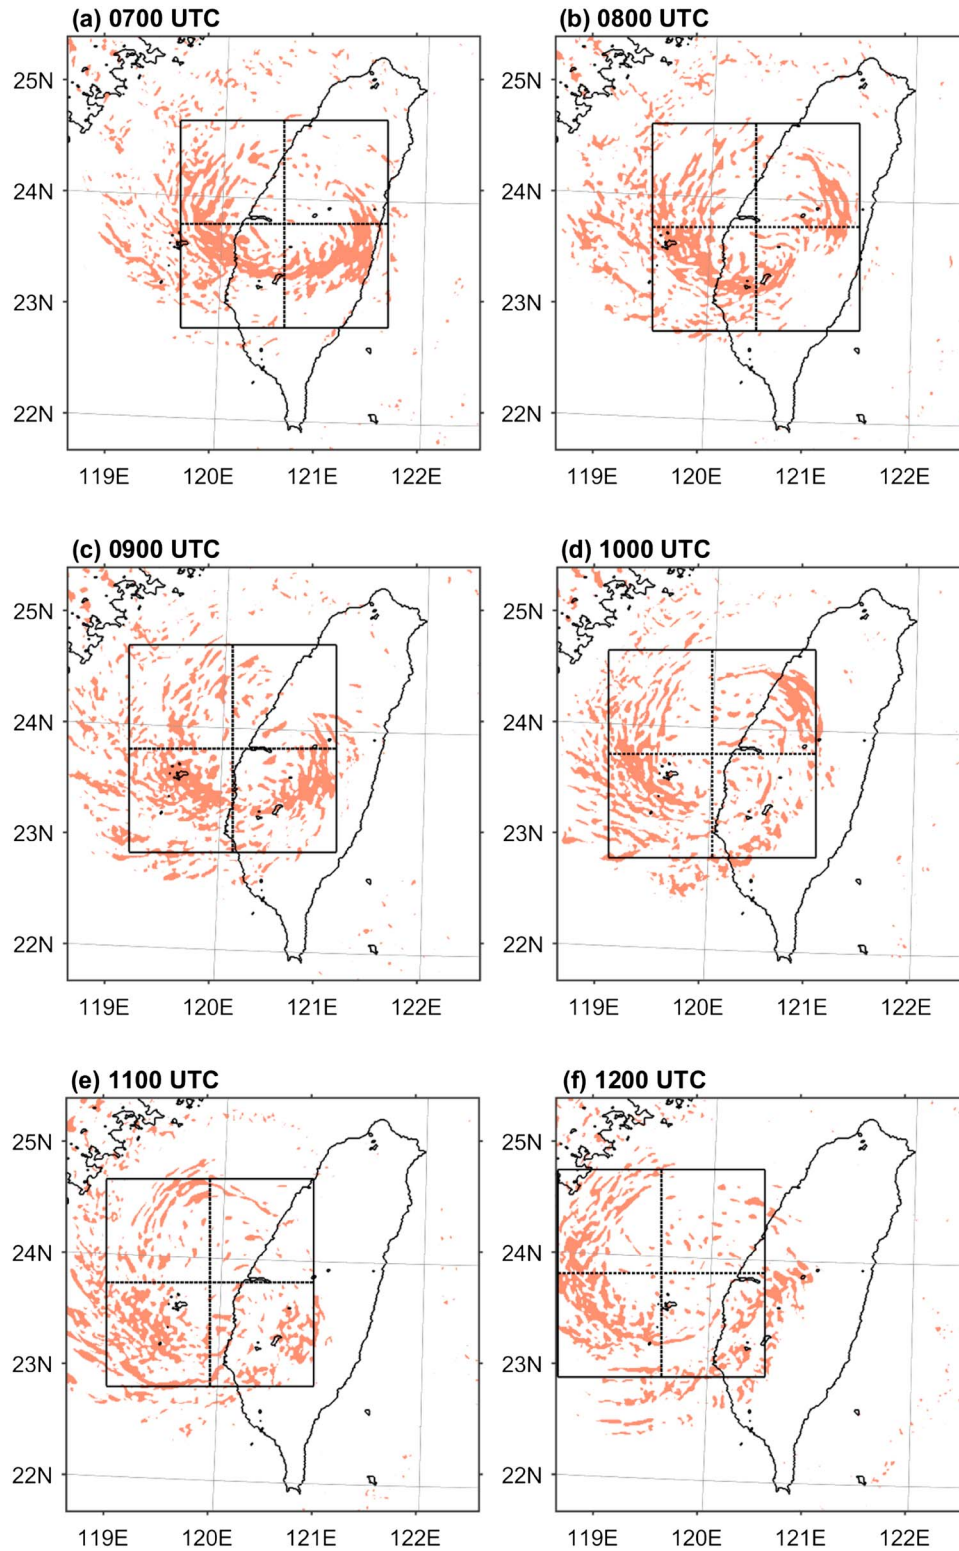 (a) 0700 UTC
(b) 0800 UTC
25N
25N
24N
24N
23N
23N
22N
22N
119E 120E 121E 122E
119E 120E 121E 122E
(c) 0900 UTC
(d) 1000 UTC
25N
25N
24N
24N
23N
23N
22N
22N
119E 120E 121E 122E
119E 120E 121E 122E
(e) 1100 UTC
(f) 1200 UTC
25N
25N
24N
24N
23N
23N
22N
22N
119E 120E 121E 122E
119E 120E 121E 122E